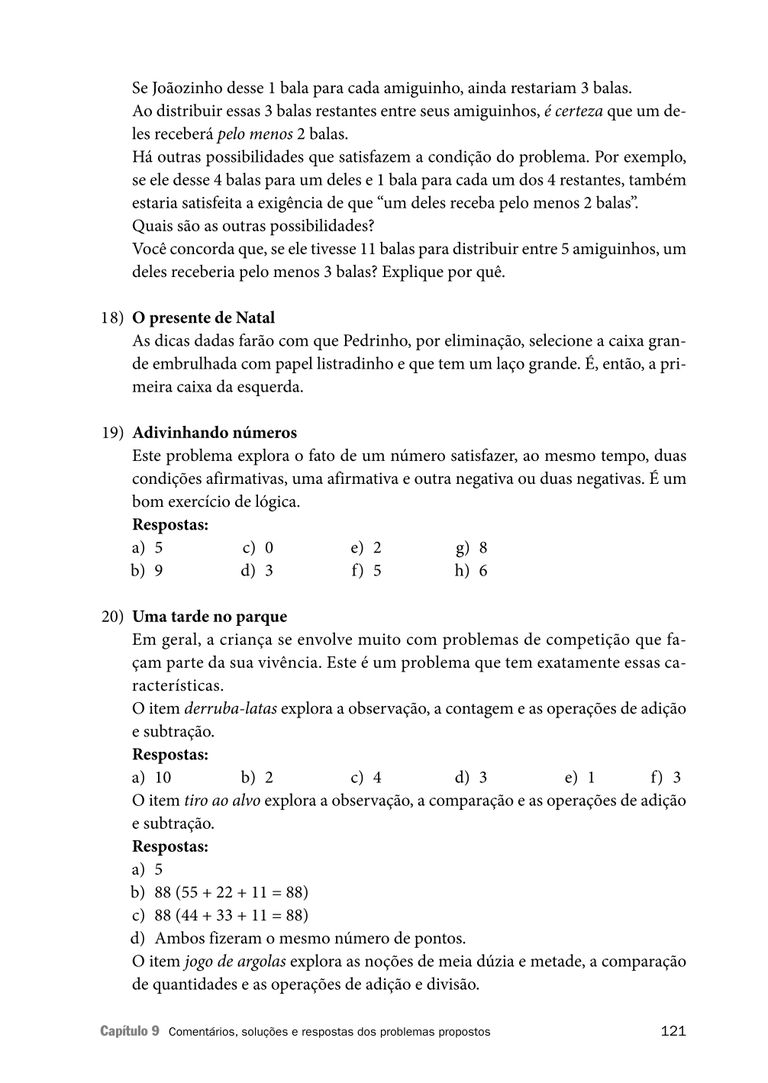 Se Joãozinho desse 1 bala para cada amiguinho, ainda restariam 3 balas.
Ao distribuir essas 3 balas restantes entre seus amiguinhos, é certeza que um de-
les receberá pelo menos 2 balas.
Há outras possibilidades que satisfazem a condição do problema. Por exemplo,
se ele desse 4 balas para um deles e 1 bala para cada um dos 4 restantes, também
estaria satisfeita a exigência de que “um deles receba pelo menos 2 balas”.
Quais são as outras possibilidades?
Você concorda que, se ele tivesse 11 balas para distribuir entre 5 amiguinhos, um
deles receberia pelo menos 3 balas? Explique por quê.
18) O presente de Natal
As dicas dadas farão com que Pedrinho, por eliminação, selecione a caixa gran-
de embrulhada com papel listradinho e que tem um laço grande. É, então, a pri-
meira caixa da esquerda.
19) Adivinhando números
Este problema explora o fato de um número satisfazer, ao mesmo tempo, duas
condições afirmativas, uma afirmativa e outra negativa ou duas negativas. É um
bom exercício de lógica.
Respostas:
a) 5 c) 0 e) 2 g) 8
b) 9 d) 3 f) 5 h) 6
20) Uma tarde no parque
Em geral, a criança se envolve muito com problemas de competição que fa-
çam parte da sua vivência. Este é um problema que tem exatamente essas ca-
racterísticas.
O item derruba-latas explora a observação, a contagem e as operações de adição
e subtração.
Respostas:
a) 10 b) 2 c) 4 d) 3 e) 1 f) 3
O item tiro ao alvo explora a observação, a comparação e as operações de adição
e subtração.
Respostas:
a) 5
b) 88 (55 + 22 + 11 = 88)
c) 88 (44 + 33 + 11 = 88)
d) Ambos fizeram o mesmo número de pontos.
O item jogo de argolas explora as noções de meia dúzia e metade, a comparação
de quantidades e as operações de adição e divisão.
Capítulo 9 Comentários, soluções e respostas dos problemas propostos 121